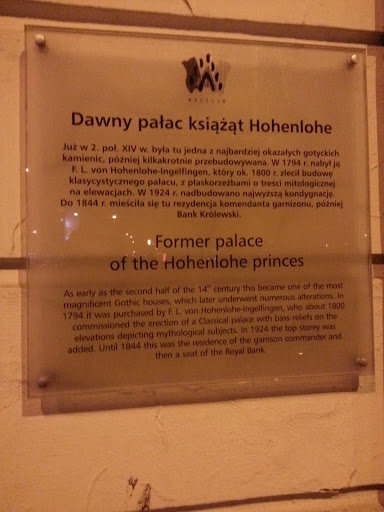 WROCŁAW
Dawny pałac książąt Hohenlohe
Już w 2. poł. XIV w. była tu jedna z najbardziej okazałych gotyckich
kamienic, później kilkakrotnie przebudowywana. W 1794 r. nabył ją
F. L. von Hohenlohe-Ingelfingen, który ok. 1800 r. zlecił budowę
klasycystycznego pałacu, z płaskorzeźbami o treści mitologicznej
na elewacjach. W 1924 r. nadbudowano najwyższą kondygnację.
Do 1844 r. mieściła się tu rezydencja komendanta garnizonu, później
Bank Królewski.
Former palace
of the Hohenlohe princes
As early as the second half of the 14th century this became one of the most
magnificent Gothic houses, which later underwent numerous alterations. In
1794 it was purchased by F. L. von Hohenlohe-Ingelfingen, who about 1800
commissioned the erection of a Classical palace with bass reliefs on the
elevations depicting mythological subjects. In 1924 the top storey was
added. Until 1844 this was the residence of the garrison commander and
then a seat of the Royal Bank.